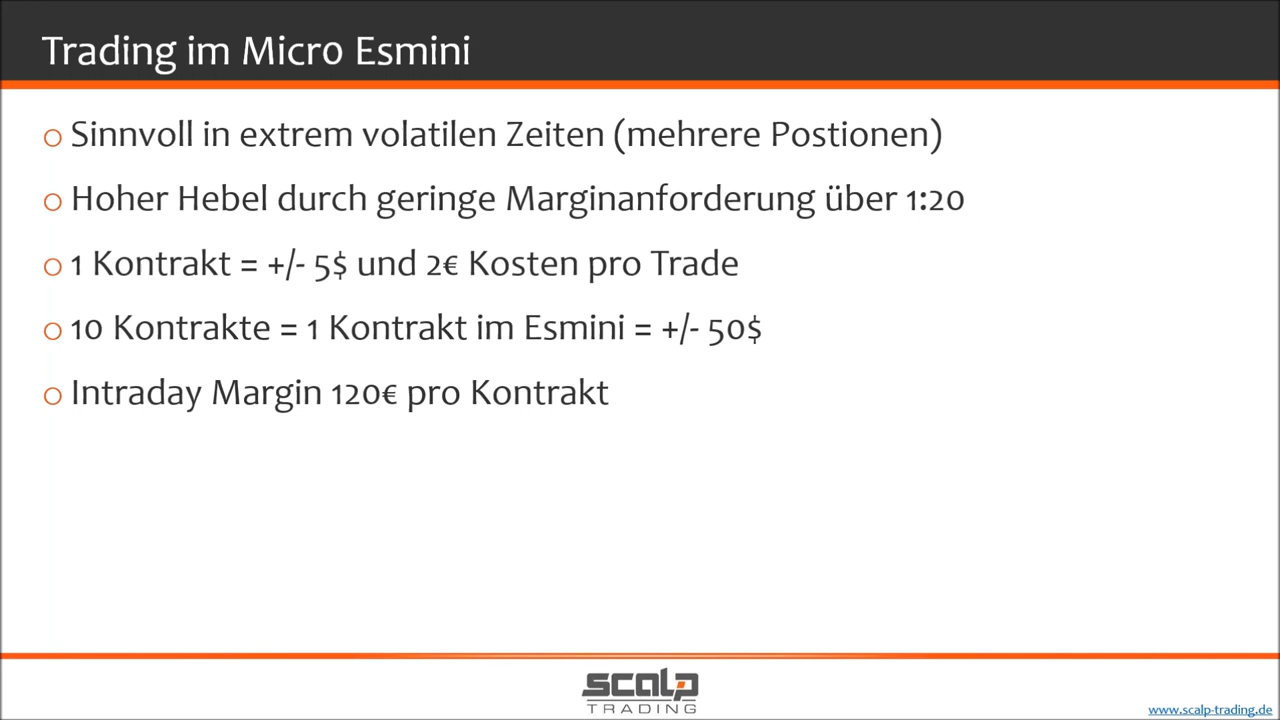 Trading im Micro Esmini
Sinnvoll in extrem volatilen Zeiten (mehrere Postionen)
Hoher Hebel durch geringe Marginanforderung über 1:20
1 Kontrakt = +/- 5$ und 2€ Kosten pro Trade
10 Kontrakte = 1 Kontrakt im Esmini = +/- 50$
Intraday Margin 120€ pro Kontrakt
scalp
TRADING
www.scalp-trading.de